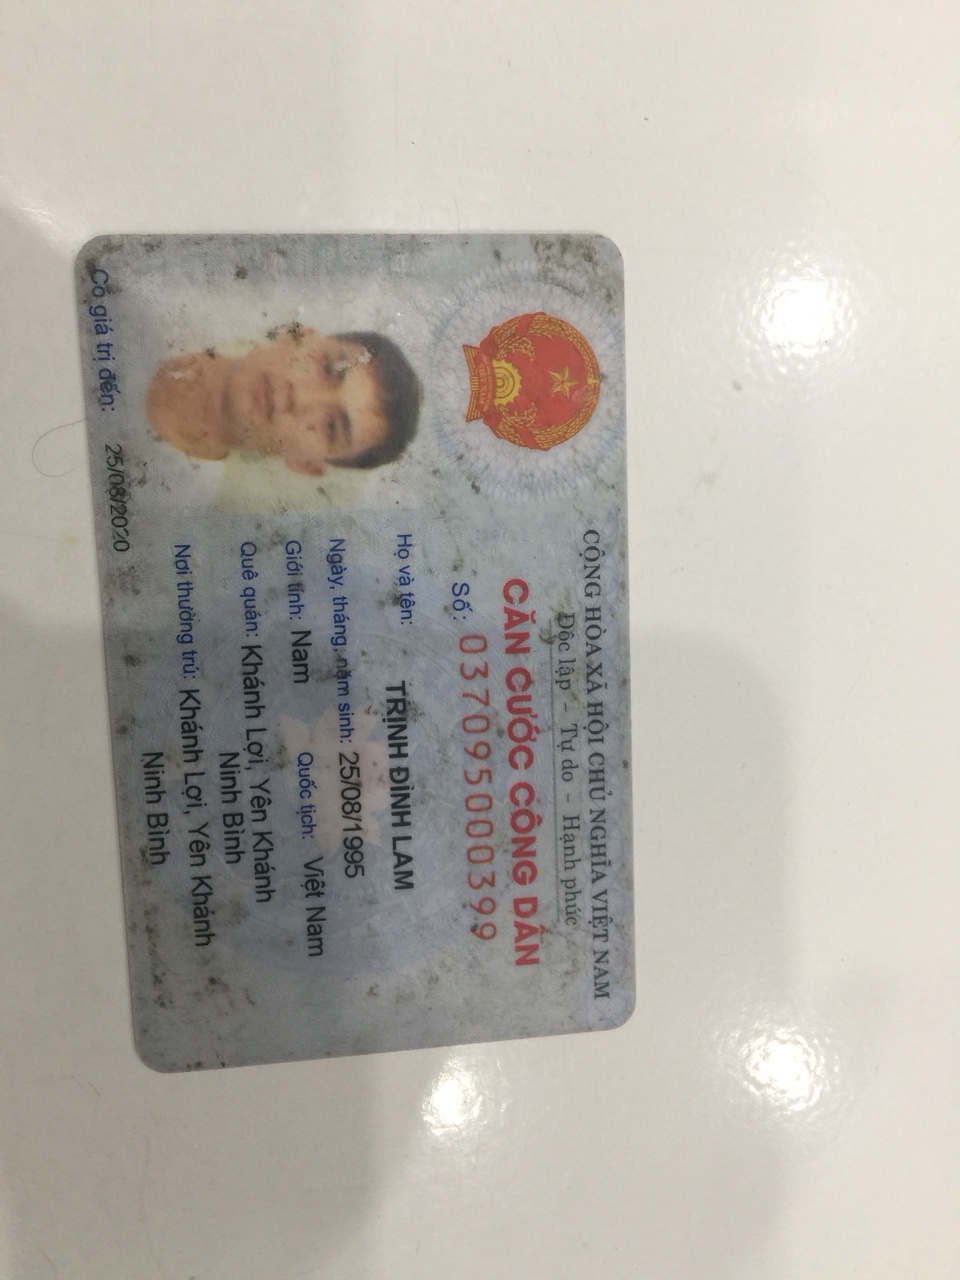 CỘNG HÒA XÃ HỘI CHỦ NGHĨA VIỆT NAM
Độc lập – Tự do – Hạnh phúc
CĂN CƯỚC CÔNG DÂN
Số: 037095000399
Họ và tên: TRỊNH ĐÌNH LAM
Ngày, tháng, năm sinh: 25/08/1995
Giới tính: Nam Quốc tịch: Việt Nam
Quê quán: Khánh Lợi, Yên Khánh
Ninh Bình
Nơi thường trú: Khánh Lợi, Yên Khánh
Ninh Bình
Có giá trị đến: 25/08/2020
VIỆT NAM